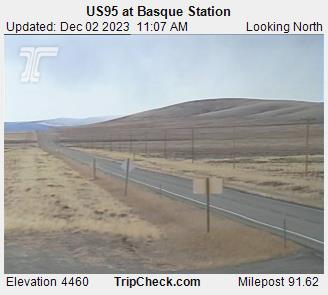 US95 at Basque Station
Updated: Dec 02 2023 11:07 AM Looking North
Elevation 4460 TripCheck.com Milepost 91.62